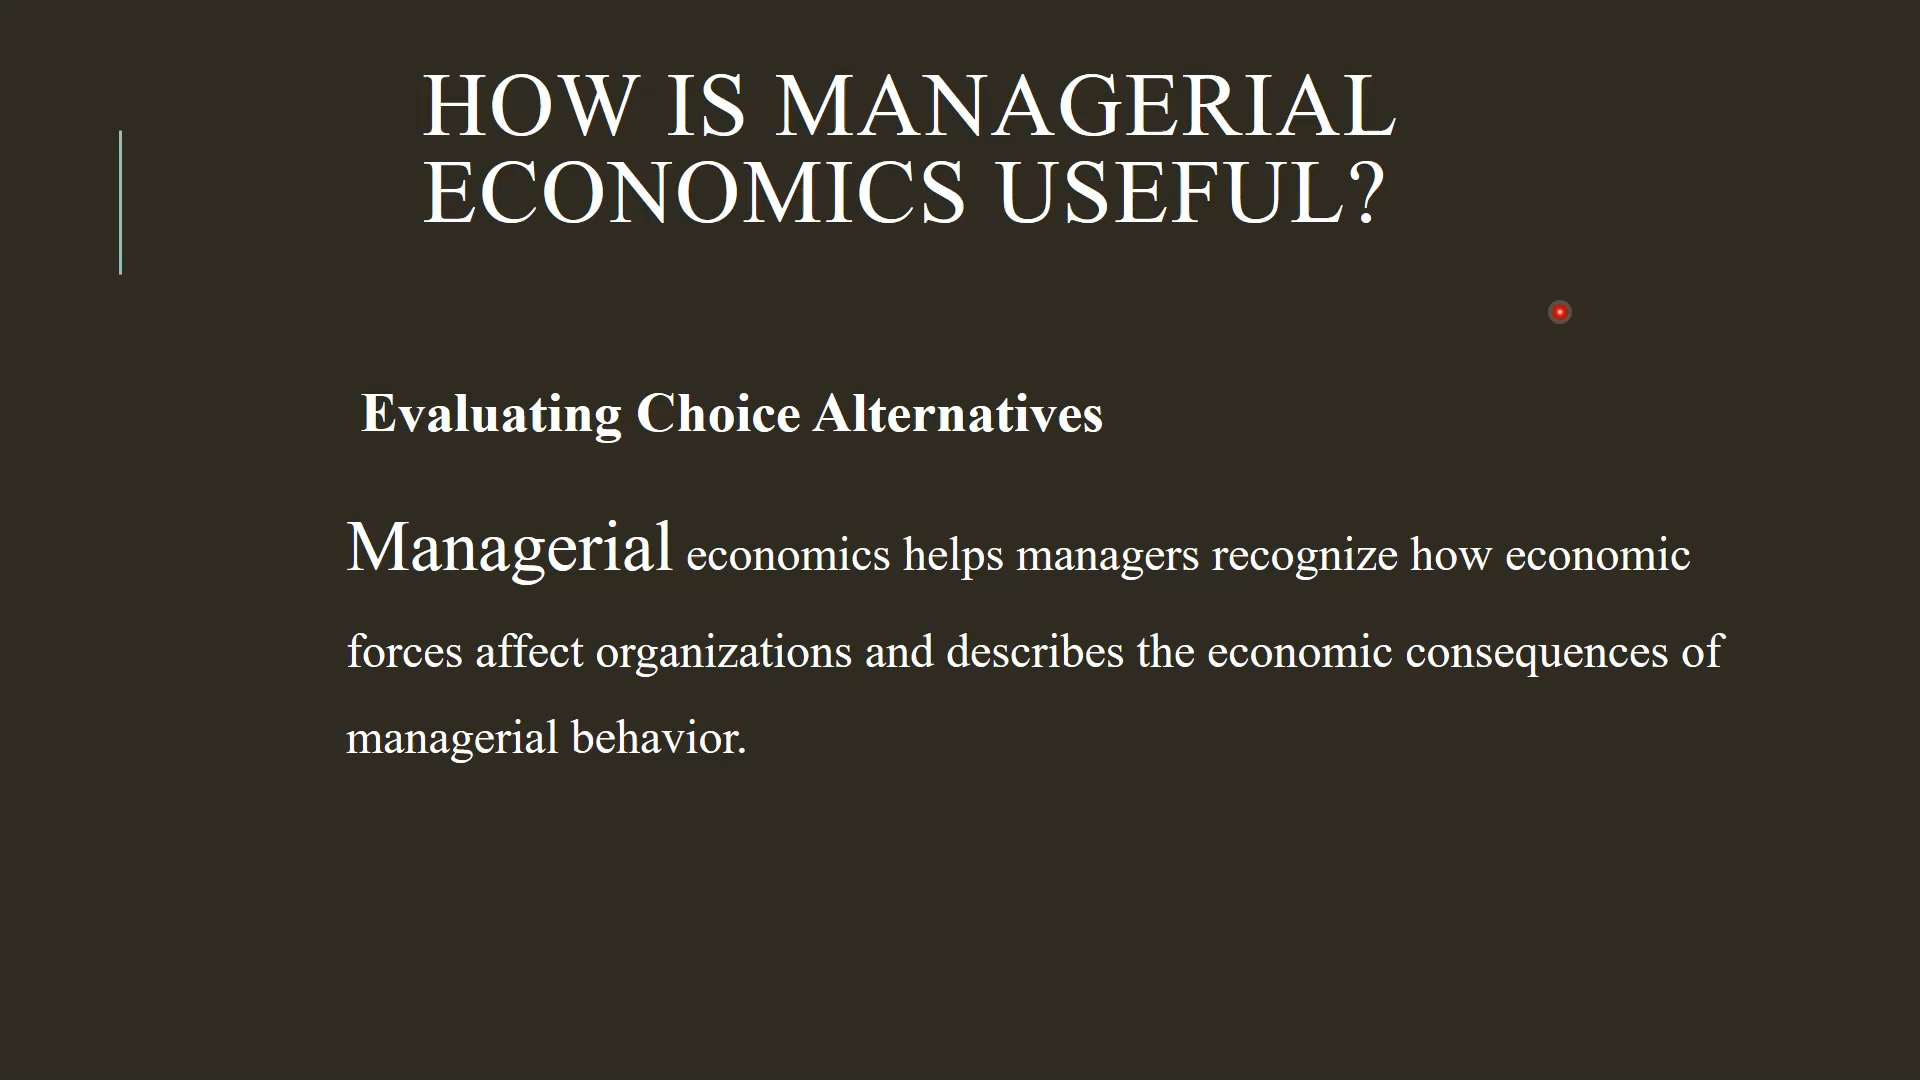 HOW IS MANAGERIAL
ECONOMICS USEFUL?
Evaluating Choice Alternatives
Managerial economics helps managers recognize how economic
forces affect organizations and describes the economic consequences of
managerial behavior.